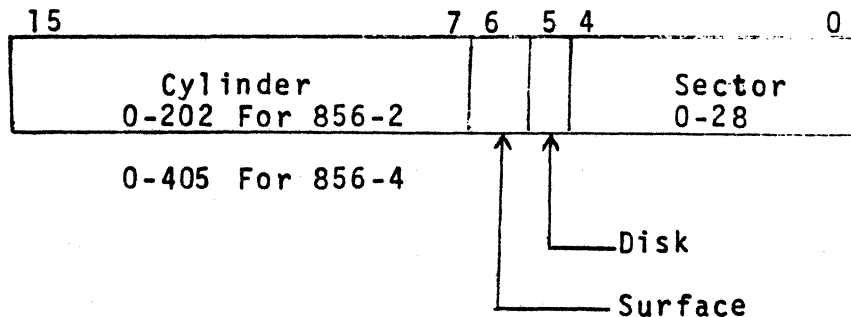 15 7 6 5 4 0
Cylinder Sector
0-202 For 856-2 0-28
0-405 For 856-4
Disk
Surface